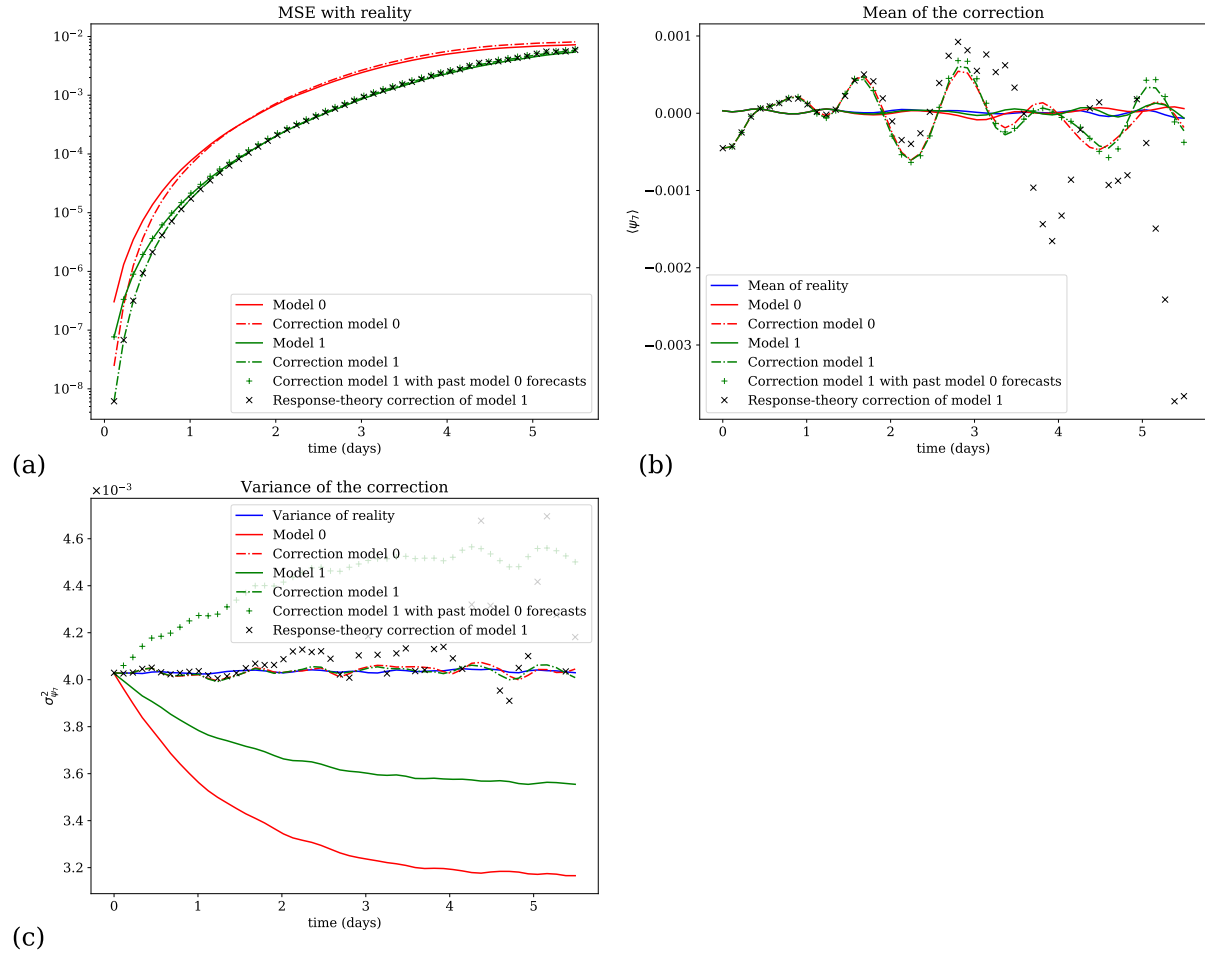 MSE with reality
10⁻²
10⁻³
10⁻⁴
10⁻⁵
10⁻⁶
10⁻⁷
10⁻⁸
Model 0
Correction model 0
Model 1
Correction model 1
Correction model 1 with past model 0 forecasts
Response-theory correction of model 1
0 1 2 3 4 5
time (days)
(a)
Mean of the correction
0.001
0.000
−0.001
−0.002
−0.003
⟨ψ₇⟩
Mean of reality
Model 0
Correction model 0
Model 1
Correction model 1
Correction model 1 with past model 0 forecasts
Response-theory correction of model 1
0 1 2 3 4 5
time (days)
(b)
Variance of the correction
×10⁻³
4.6
4.4
4.2
4.0
3.8
3.6
3.4
3.2
σ²ψ₇
Variance of reality
Model 0
Correction model 0
Model 1
Correction model 1
Correction model 1 with past model 0 forecasts
Response-theory correction of model 1
0 1 2 3 4 5
time (days)
(c)